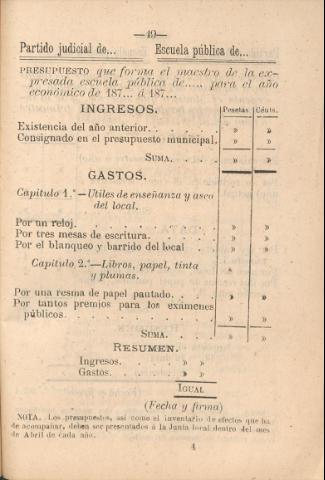 —49—
Partido judicial de... Escuela pública de...
PRESUPUESTO que forma el maestro de la ex-
presada escuela pública de..... para el año
económico de 187... á 187...
INGRESOS. Pesetas Cénts.
Existencia del año anterior. . . . . . » »
Consignado en el presupuesto municipal. » »
SUMA. . . » »
GASTOS.
Capítulo 1.°—Utiles de enseñanza y aseo
del local.
Por un reloj. . . . . . . » »
Por tres mesas de escritura. . . . . » »
Por el blanqueo y barrido del local » »
Capítulo 2.°—Libros, papel, tinta
y plumas.
Por una resma de papel pautado. . . . » »
Por tantos premios para los exámenes
públicos. . . . . . . » »
SUMA. . . » »
RESUMEN.
Ingresos. . . » »
Gastos. . . . » »
IGUAL
(Fecha y firma)
NOTA. Los presupuestos, así como el inventario de efectos que ha
de acompañar, deben ser presentados á la Junta local dentro del mes
de Abril de cada año.
4